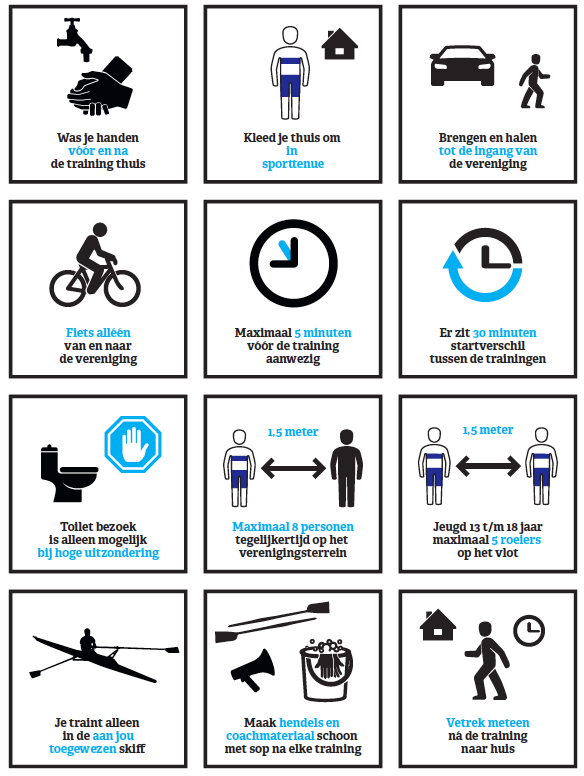 Was je handen
vòòr en na
de training thuis
Kleed je thuis om
in
sporttenue
Brengen en halen
tot de ingang van
de vereniging
Fiets alléén
van en naar
de vereniging
Maximaal 5 minuten
vóór de training
aanwezig
Er zit 30 minuten
startverschil
tussen de trainingen
Toilet bezoek
is alleen mogelijk
bij hoge uitzondering
1,5 meter
Maximaal 8 personen
tegelijkertijd op het
verenigingsterrein
1,5 meter
Jeugd 13 t/m 18 jaar
maximaal 5 roeiers
op het vlot
Je traint alleen
in de aan jou
toegewezen skiff
Maak hendels en
coachmateriaal schoon
met sop na elke training
Vetrek meteen
ná de training
naar huis